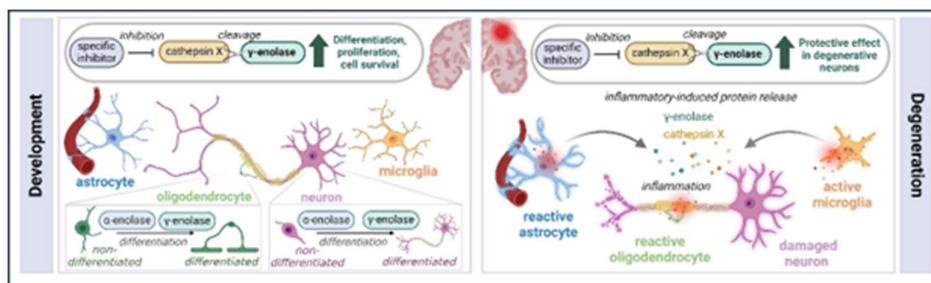 Development
specific
inhibitor
inhibition
cathepsin X
cleavage
γ-enolase
Differentiation,
proliferation,
cell survival
astrocyte
oligodendrocyte
neuron
microglia
α-enolase
γ-enolase
differentiation
non-
differentiated
differentiated
α-enolase
γ-enolase
differentiation
non-
differentiated
differentiated
specific
inhibitor
inhibition
cathepsin X
cleavage
γ-enolase
Protective effect
in degenerative
neurons
inflammatory-induced protein release
γ-enolase
cathepsin X
inflammation
reactive
astrocyte
reactive
oligodendrocyte
damaged
neuron
active
microglia
Degeneration